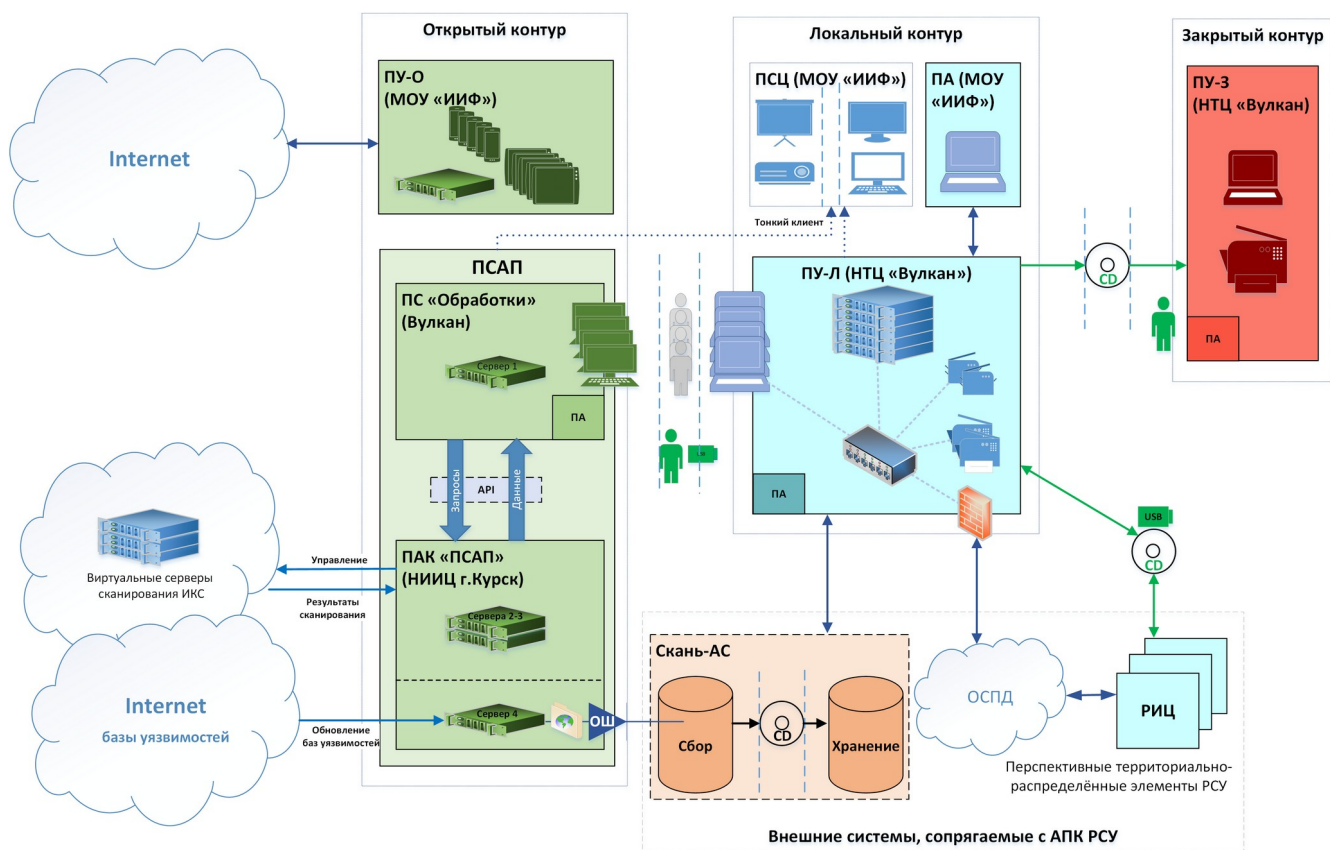 Открытый контур
Локальный контур
Закрытый контур
Internet
ПУ-О
(МОУ «ИИФ»)
ПСЦ (МОУ «ИИФ»)
ПА (МОУ
«ИИФ»)
ПУ-З
(НТЦ «Вулкан)
Тонкий клиент
ПСАП
ПС «Обработки»
(Вулкан)
Сервер 1
ПА
USB
ПУ-Л (НТЦ «Вулкан»)
ПА
CD
ПА
Запросы
API
Данные
Виртуальные серверы
сканирования ИКС
Управление
Результаты
сканирования
ПАК «ПСАП»
(НИИЦ г.Курск)
Сервера 2-3
Internet
базы уязвимостей
Обновление
баз уязвимостей
Сервер 4
ОШ
USB
CD
Скань-АС
Сбор
CD
Хранение
ОСПД
РИЦ
Перспективные территориально-
распределённые элементы РСУ
Внешние системы, сопрягаемые с АПК РСУ